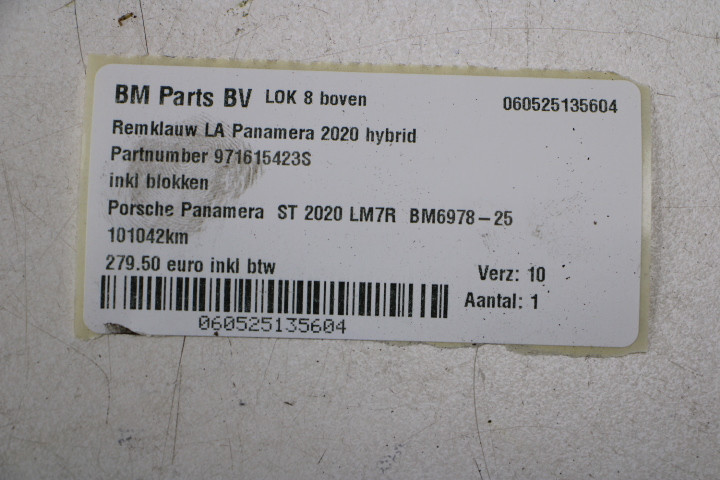 BM Parts BV LOK 8 boven 060525135604
Remklauw LA Panamera 2020 hybrid
Partnumber 971615423S
inkl blokken
Porsche Panamera ST 2020 LM7R BM6978-25
101042km
279.50 euro inkl btw Verz: 10
Aantal: 1
060525135604